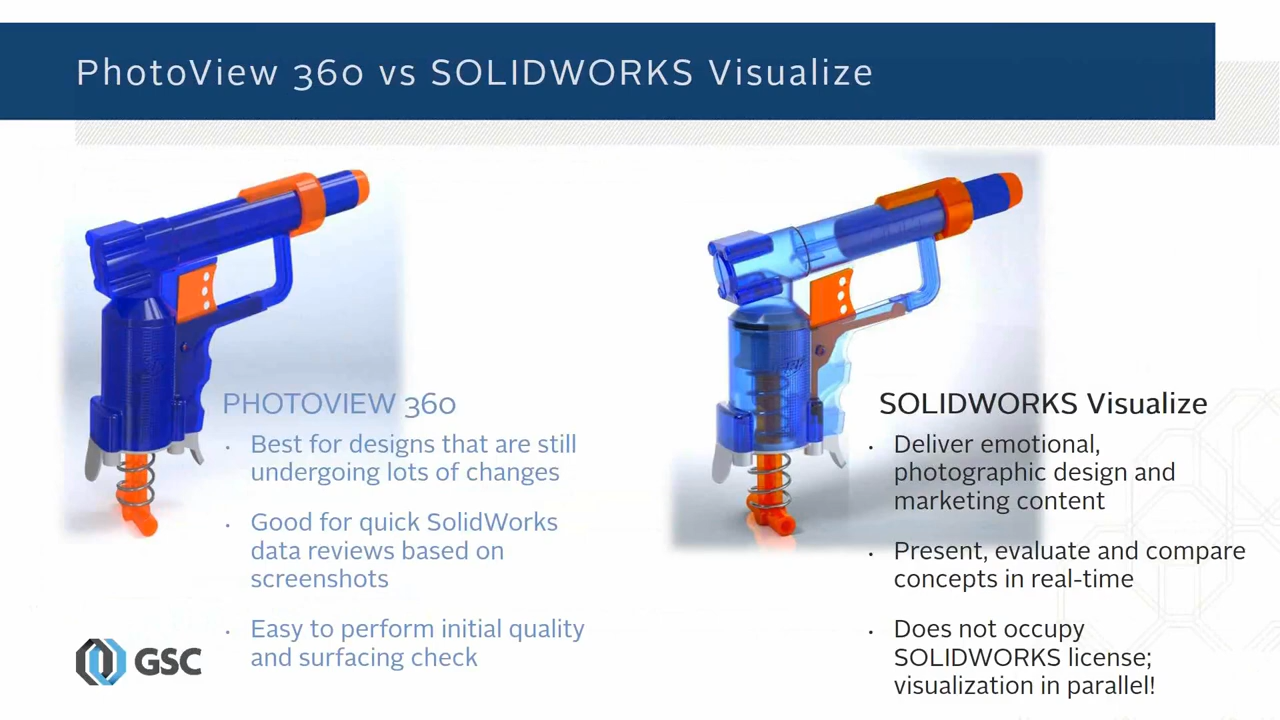 PhotoView 360 vs SOLIDWORKS Visualize
PHOTOVIEW 360
· Best for designs that are still
undergoing lots of changes
· Good for quick SolidWorks
data reviews based on
screenshots
· Easy to perform initial quality
and surfacing check
SOLIDWORKS Visualize
· Deliver emotional,
photographic design and
marketing content
· Present, evaluate and compare
concepts in real-time
· Does not occupy
SOLIDWORKS license;
visualization in parallel!
GSC